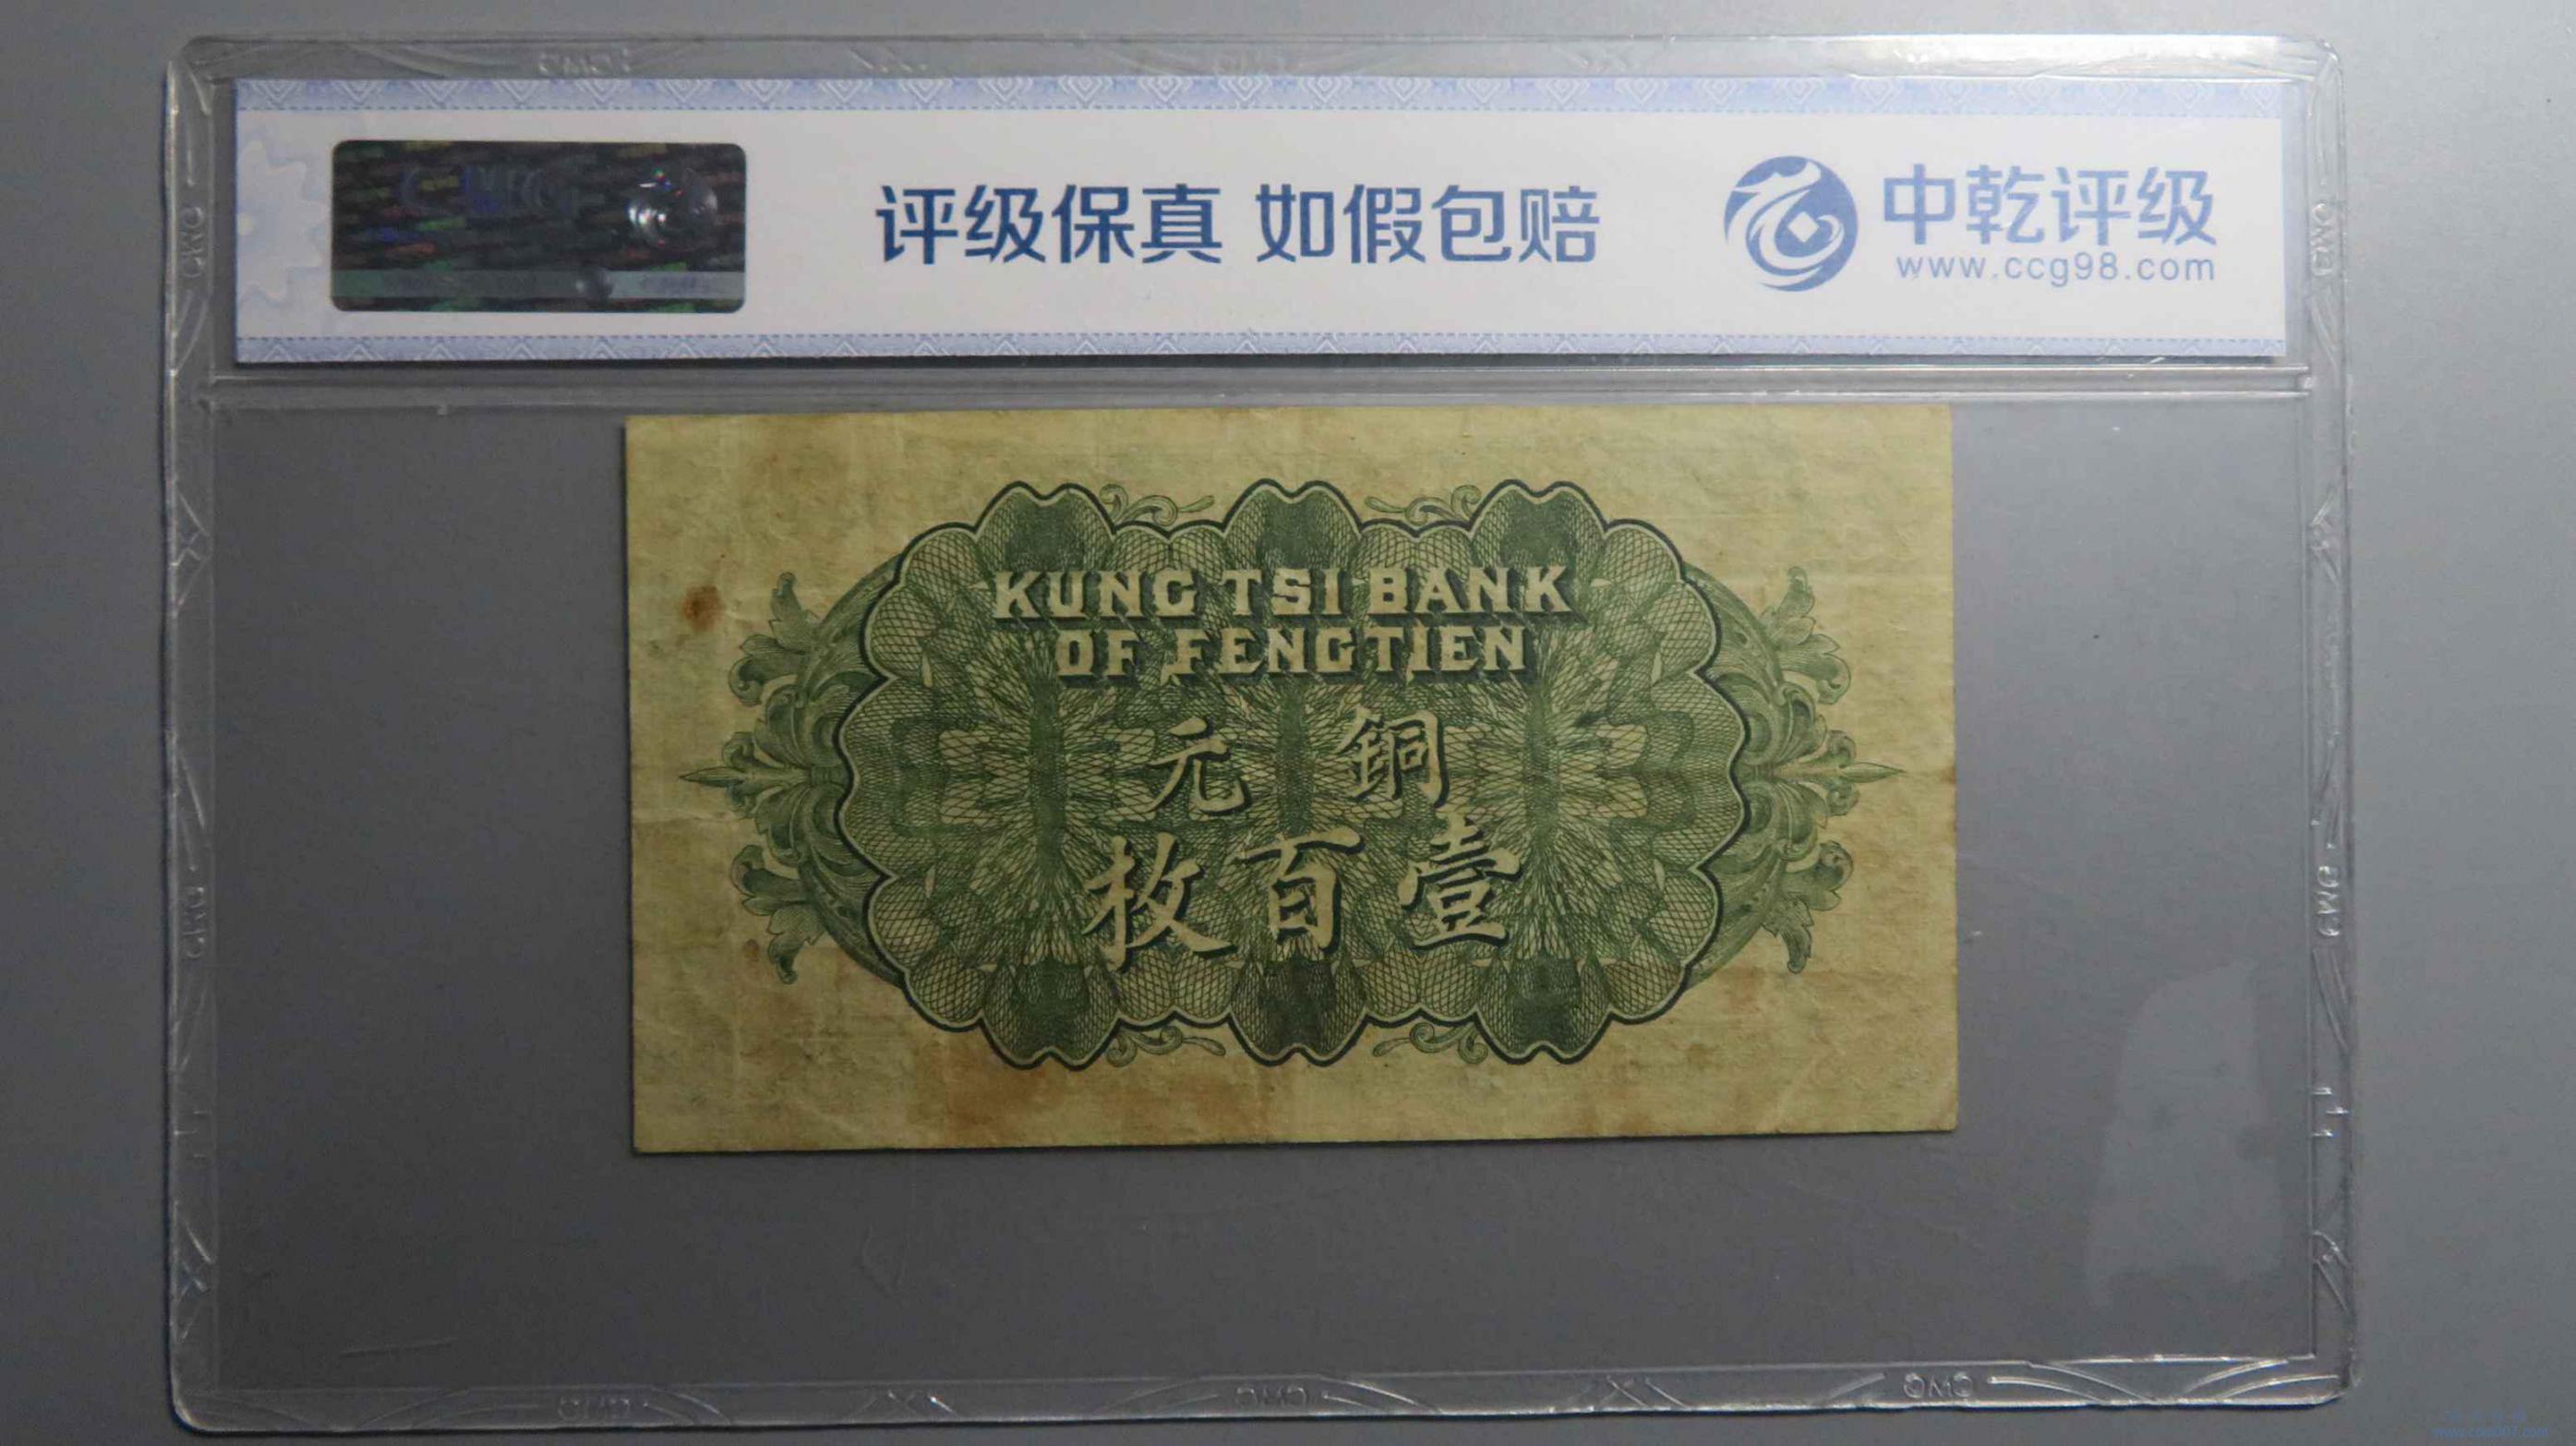 评级保真 如假包赔
中乾评级
www.ccg98.com
KUNG TSI BANK
OF FENGTIEN
元 銅
枚百壹